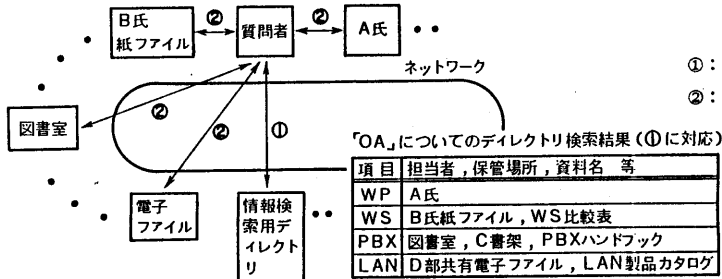 B氏
紙ファイル
②
質問者
②
A氏
ネットワーク
①:
②:
図書室
②
②
①
電子
ファイル
情報検
索用ディ
レクト
リ
「OA」についてのディレクトリ検索結果(①に対応)
項目 担当者,保管場所,資料名 等
WP A氏
WS B氏紙ファイル,WS比較表
PBX 図書室,C書架,PBXハンドブック
LAN D部共有電子ファイル,LAN製品カタログ